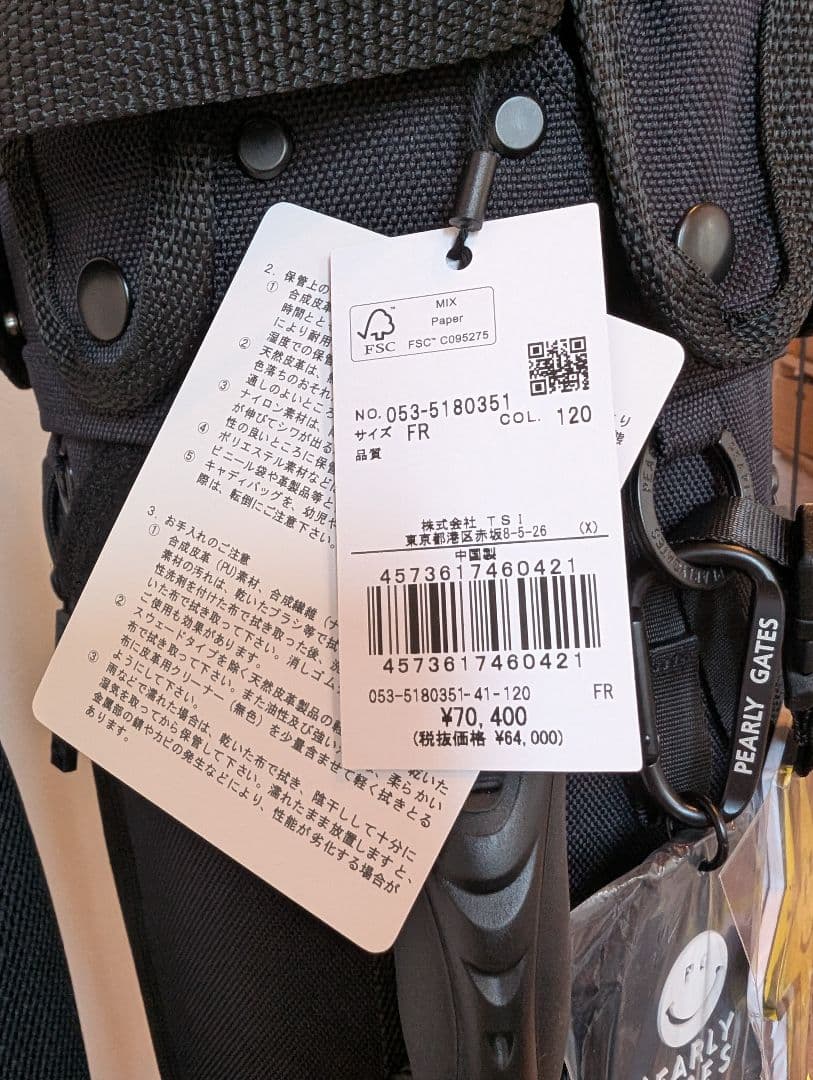 MIX
Paper
FSC™ C095275
FSC
NO. 053-5180351
COL. 120
サイズ FR
品質
株式会社 TSI
東京都港区赤坂8-5-26 (X)
中国製
4573617460421
4573617460421
053-5180351-41-120 FR
¥70,400
(税抜価格 ¥64,000)
2. 保管上の
① 合成皮革
時間とと
により耐用
湿度での保管
② 天然皮革は、
色落ちのおそれ
通しのよいところ
③ ナイロン素材は、
が伸びてシワが出る
性の良いところに保管
④ ポリエステル素材など
ビニール袋や革製品等と
⑤ キャディバッグを、幼児や
際は、転倒にご注意下さい。
3. お手入れのご注意
① 合成皮革(PU)素材、合成繊維(ナ
素材の汚れは、乾いたブラシ等で
性洗剤を付けた布で拭き取った後、
いた布で拭き取って下さい。消しゴム
ご使用も効果があります。
② スウェードタイプを除く天然皮革製品の
布で拭き取って下さい。また油性及び強い
布に皮革用クリーナー(無色)を少量含ませて軽く拭きとる
ようにして下さい。
③ 雨などで濡れた場合は、乾いた布で拭き、陰干しして十分に
湿気を取ってから保管して下さい。濡れたまま放置しますと、
金属部の錆やカビの発生などにより、性能が劣化する場合が
あります。
乾いた
柔らかい
PEARLY GATES
PEARLY